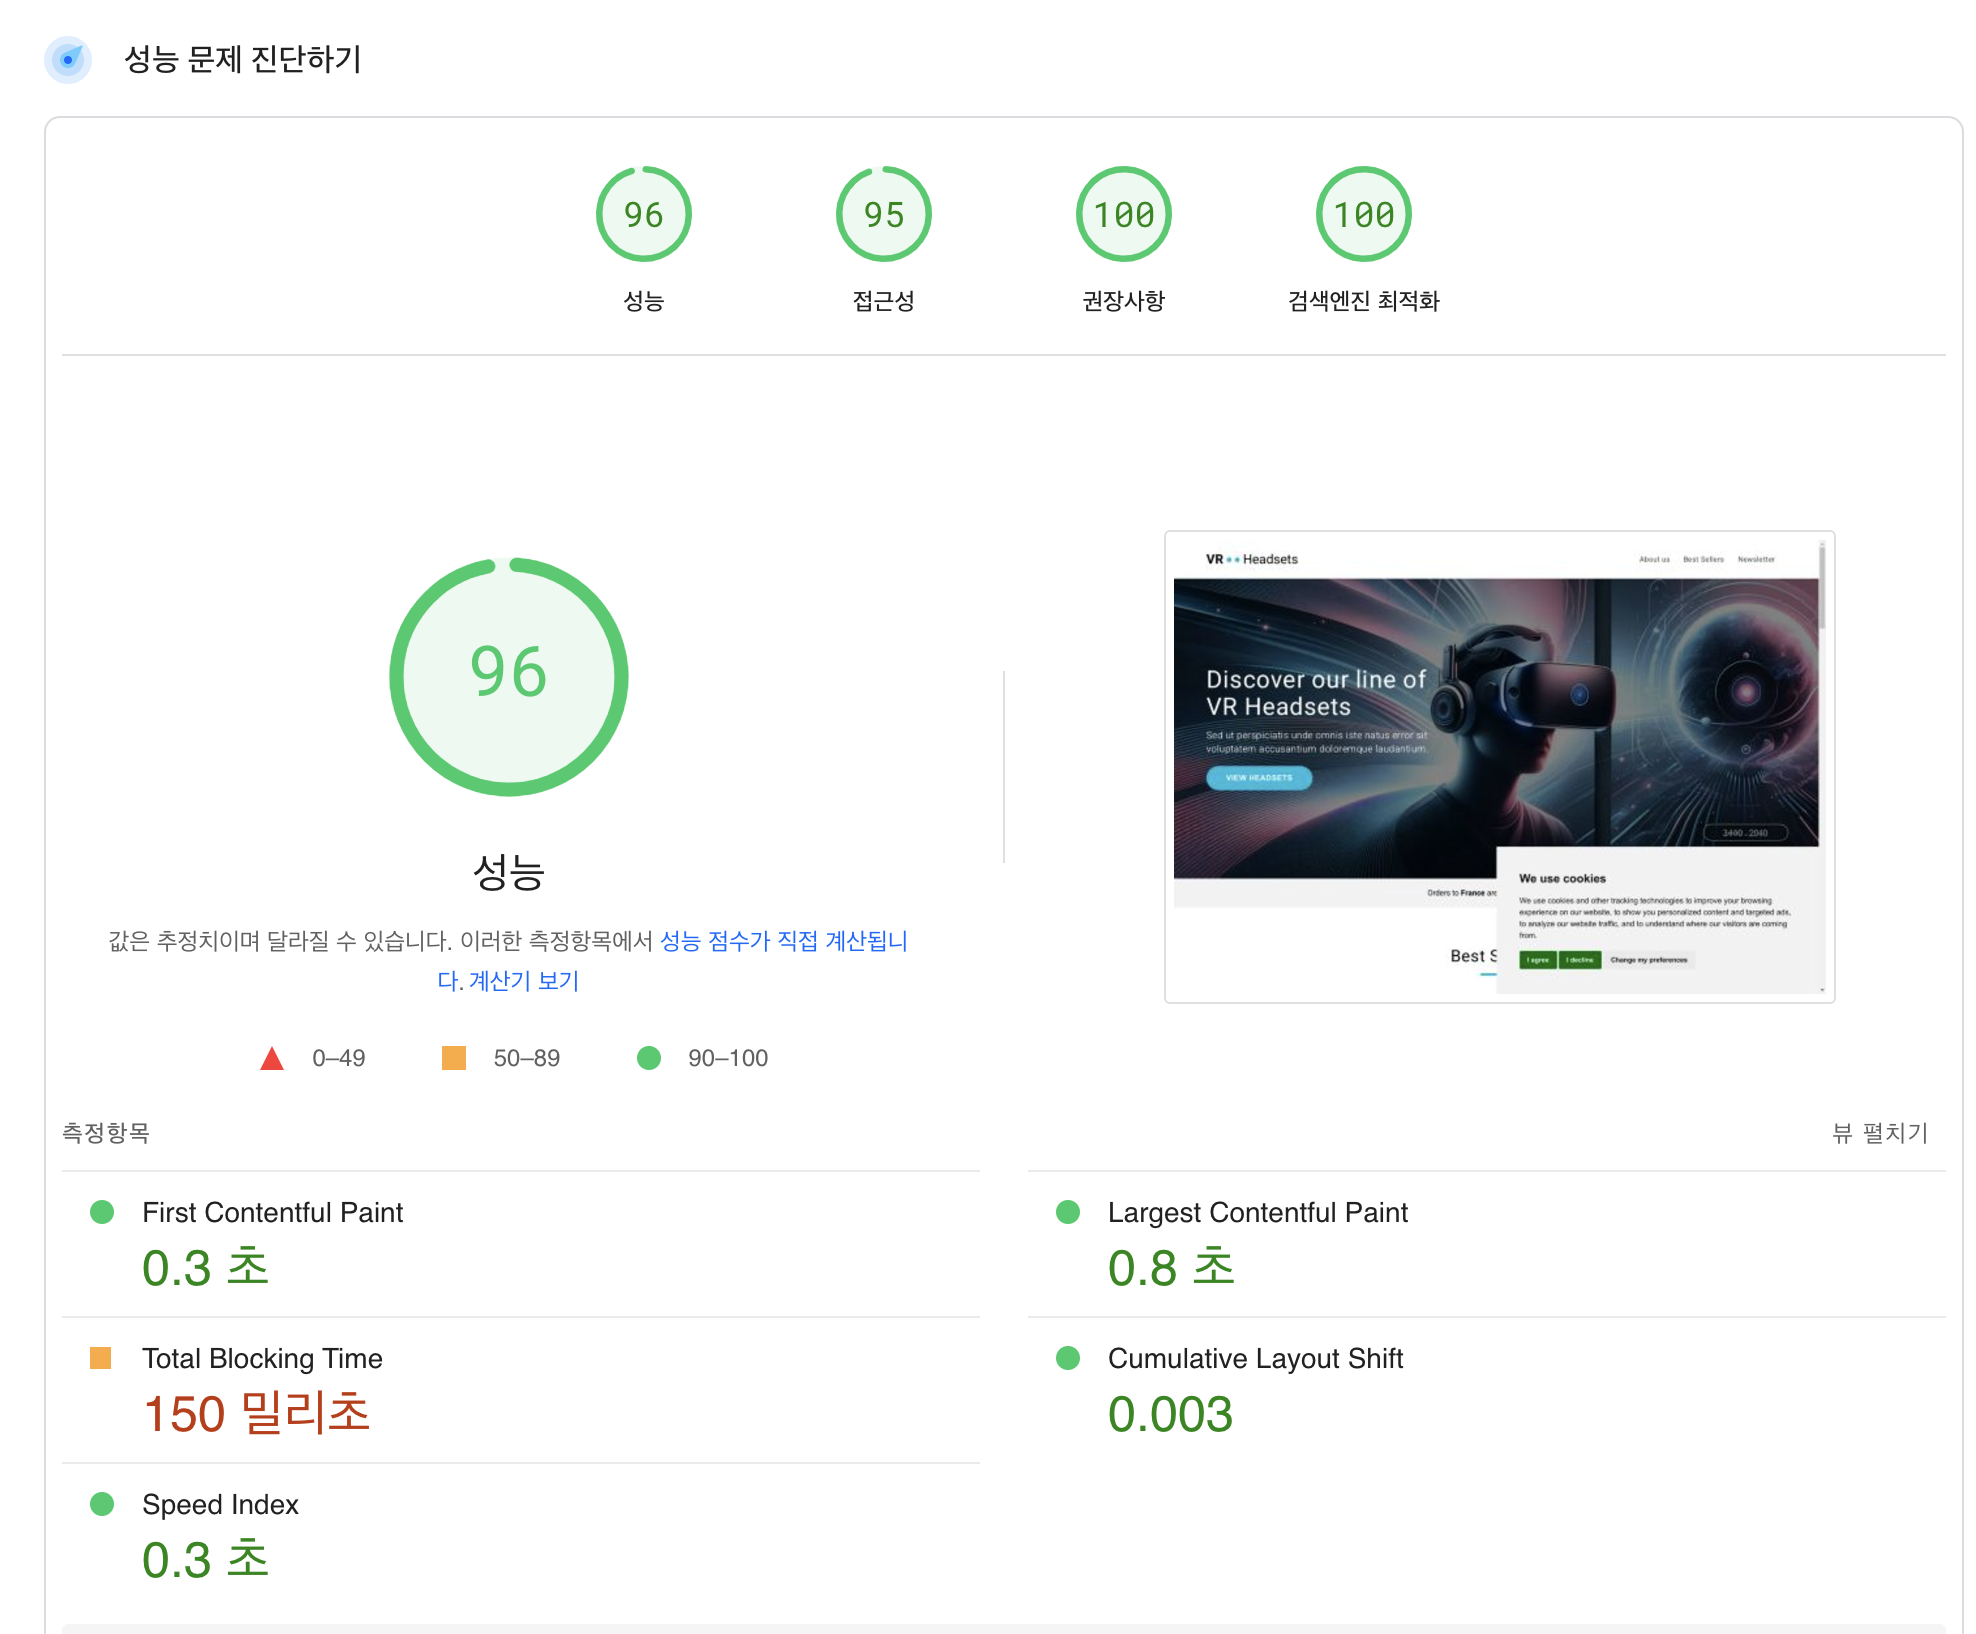 성능 문제 진단하기
96
95
100
100
성능
접근성
권장사항
검색엔진 최적화
96
성능
값은 추정치이며 달라질 수 있습니다. 이러한 측정항목에서 성능 점수가 직접 계산됩니
다. 계산기 보기
0–49
50–89
90–100
VR Headsets
About us
Best Sellers
Newsletter
Discover our line of
VR Headsets
Sed ut perspiciatis unde omnis iste natus error sit
voluptatem accusantium doloremque laudantium.
VIEW HEADSETS
Orders to France are
Best S
We use cookies
We use cookies and other tracking technologies to improve your browsing
experience on our website, to show you personalized content and targeted ads,
to analyze our website traffic, and to understand where our visitors are coming
from.
I agree
I decline
Change my preferences
측정항목
뷰 펼치기
First Contentful Paint
0.3 초
Largest Contentful Paint
0.8 초
Total Blocking Time
150 밀리초
Cumulative Layout Shift
0.003
Speed Index
0.3 초